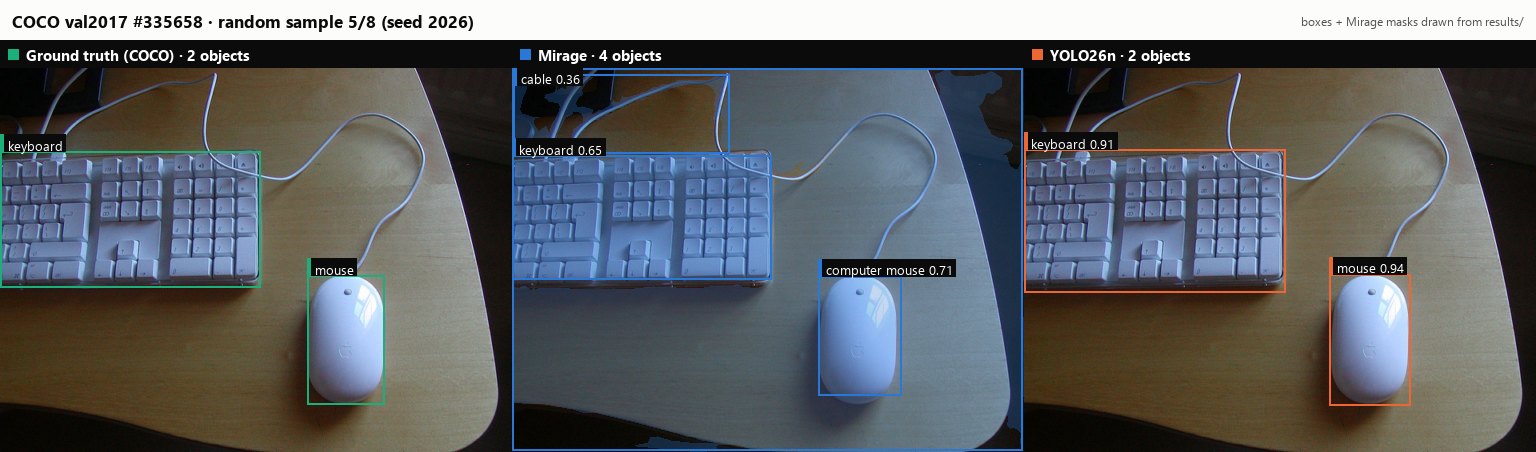 COCO val2017 #335658 · random sample 5/8 (seed 2026)
boxes + Mirage masks drawn from results/
Ground truth (COCO) · 2 objects
Mirage · 4 objects
YOLO26n · 2 objects
cable 0.36
keyboard
keyboard 0.65
keyboard 0.91
mouse
computer mouse 0.71
mouse 0.94